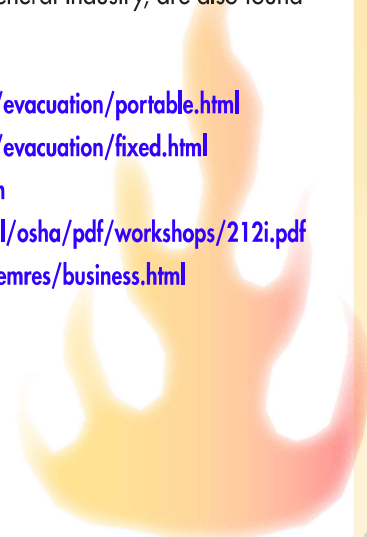 eneral industry, are also found
/evacuation/portable.html
/evacuation/fixed.html
l/osha/pdf/workshops/212i.pdf
emres/business.html